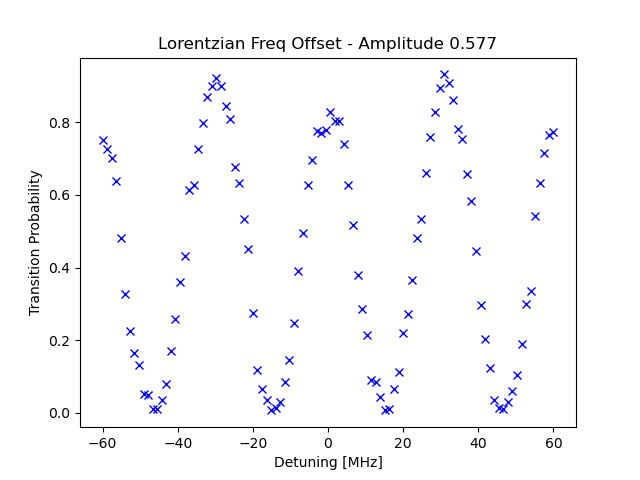 Lorentzian Freq Offset - Amplitude 0.577
Transition Probability
0.8
0.6
0.4
0.2
0.0
−60 −40 −20 0 20 40 60
Detuning [MHz]